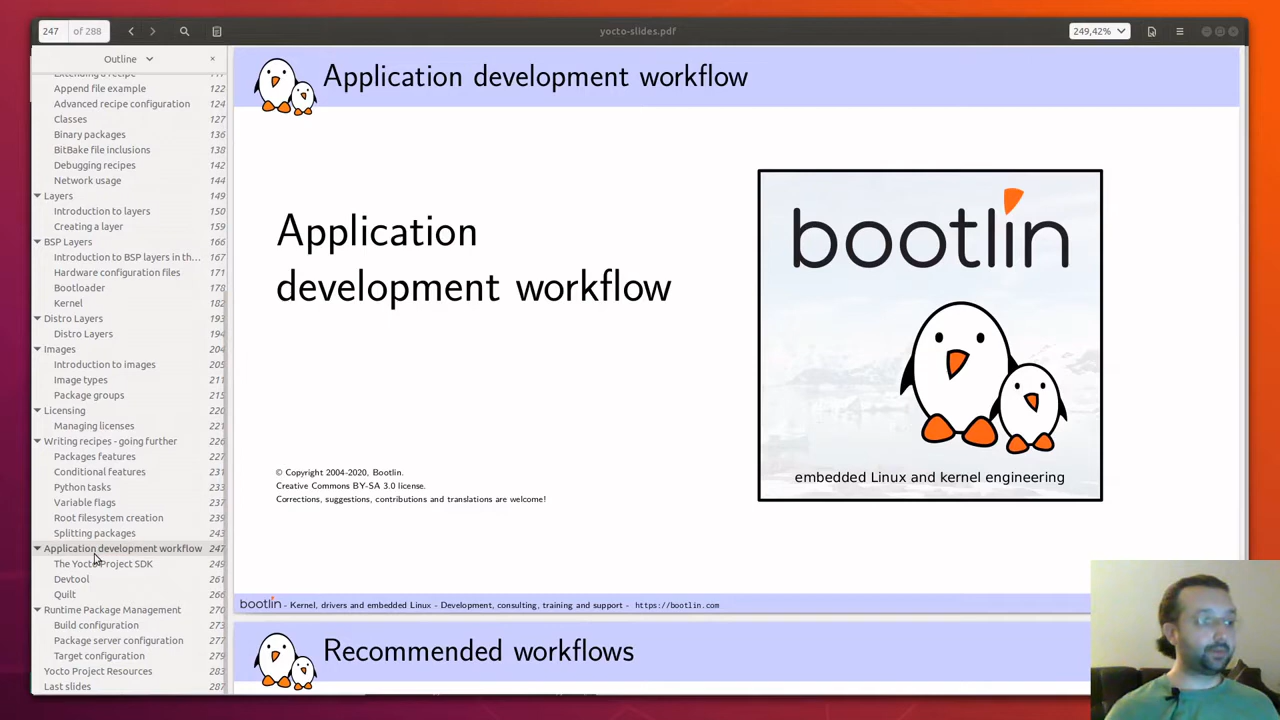 247 of 288
yocto-slides.pdf
249,42%
Outline
Append file example 122
Advanced recipe configuration 124
Classes 127
Binary packages 136
BitBake file inclusions 138
Debugging recipes 142
Network usage 144
Layers 149
Introduction to layers 150
Creating a layer 159
BSP Layers 166
Introduction to BSP layers in th... 167
Hardware configuration files 171
Bootloader 178
Kernel 182
Distro Layers 193
Distro Layers 194
Images 204
Introduction to images 205
Image types 211
Package groups 215
Licensing 220
Managing licenses 221
Writing recipes - going further 226
Packages features 227
Conditional features 231
Python tasks 233
Variable flags 237
Root filesystem creation 239
Splitting packages 243
Application development workflow 247
The Yocto Project SDK 249
Devtool 261
Quilt 266
Runtime Package Management 270
Build configuration 273
Package server configuration 277
Target configuration 279
Yocto Project Resources 283
Last slides 287
Application development workflow
Application
development workflow
© Copyright 2004-2020, Bootlin.
Creative Commons BY-SA 3.0 license.
Corrections, suggestions, contributions and translations are welcome!
bootlin
embedded Linux and kernel engineering
bootlin - Kernel, drivers and embedded Linux - Development, consulting, training and support - https://bootlin.com
Recommended workflows